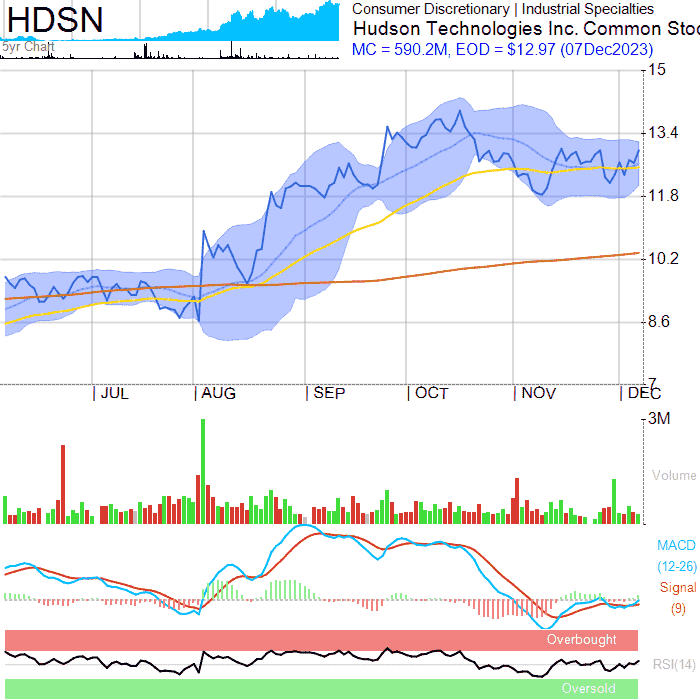 HDSN
5yr Chart
Consumer Discretionary | Industrial Specialties
Hudson Technologies Inc. Common Stoc
MC = 590.2M, EOD = $12.97 (07Dec2023)
15
13.4
11.8
10.2
8.6
7
JUL AUG SEP OCT NOV DEC
3M
Volume
MACD
(12-26)
Signal
(9)
Overbought
RSI(14)
Oversold